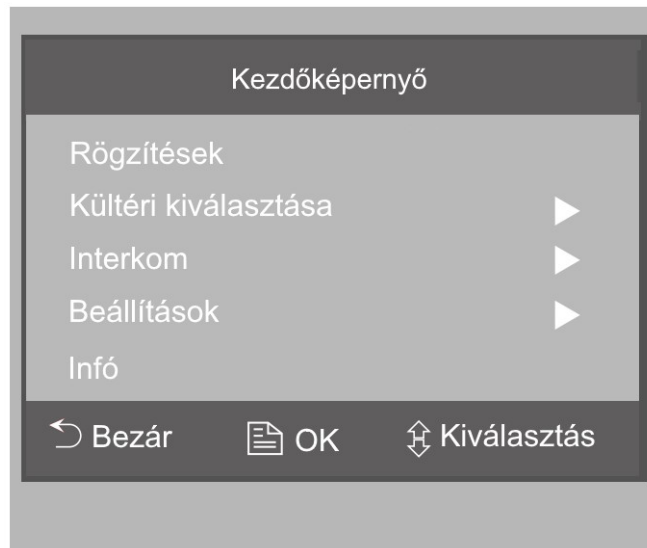 Kezdőképernyő
Rögzítések
Kültéri kiválasztása
Interkom
Beállítások
Infó
Bezár OK Kiválasztás